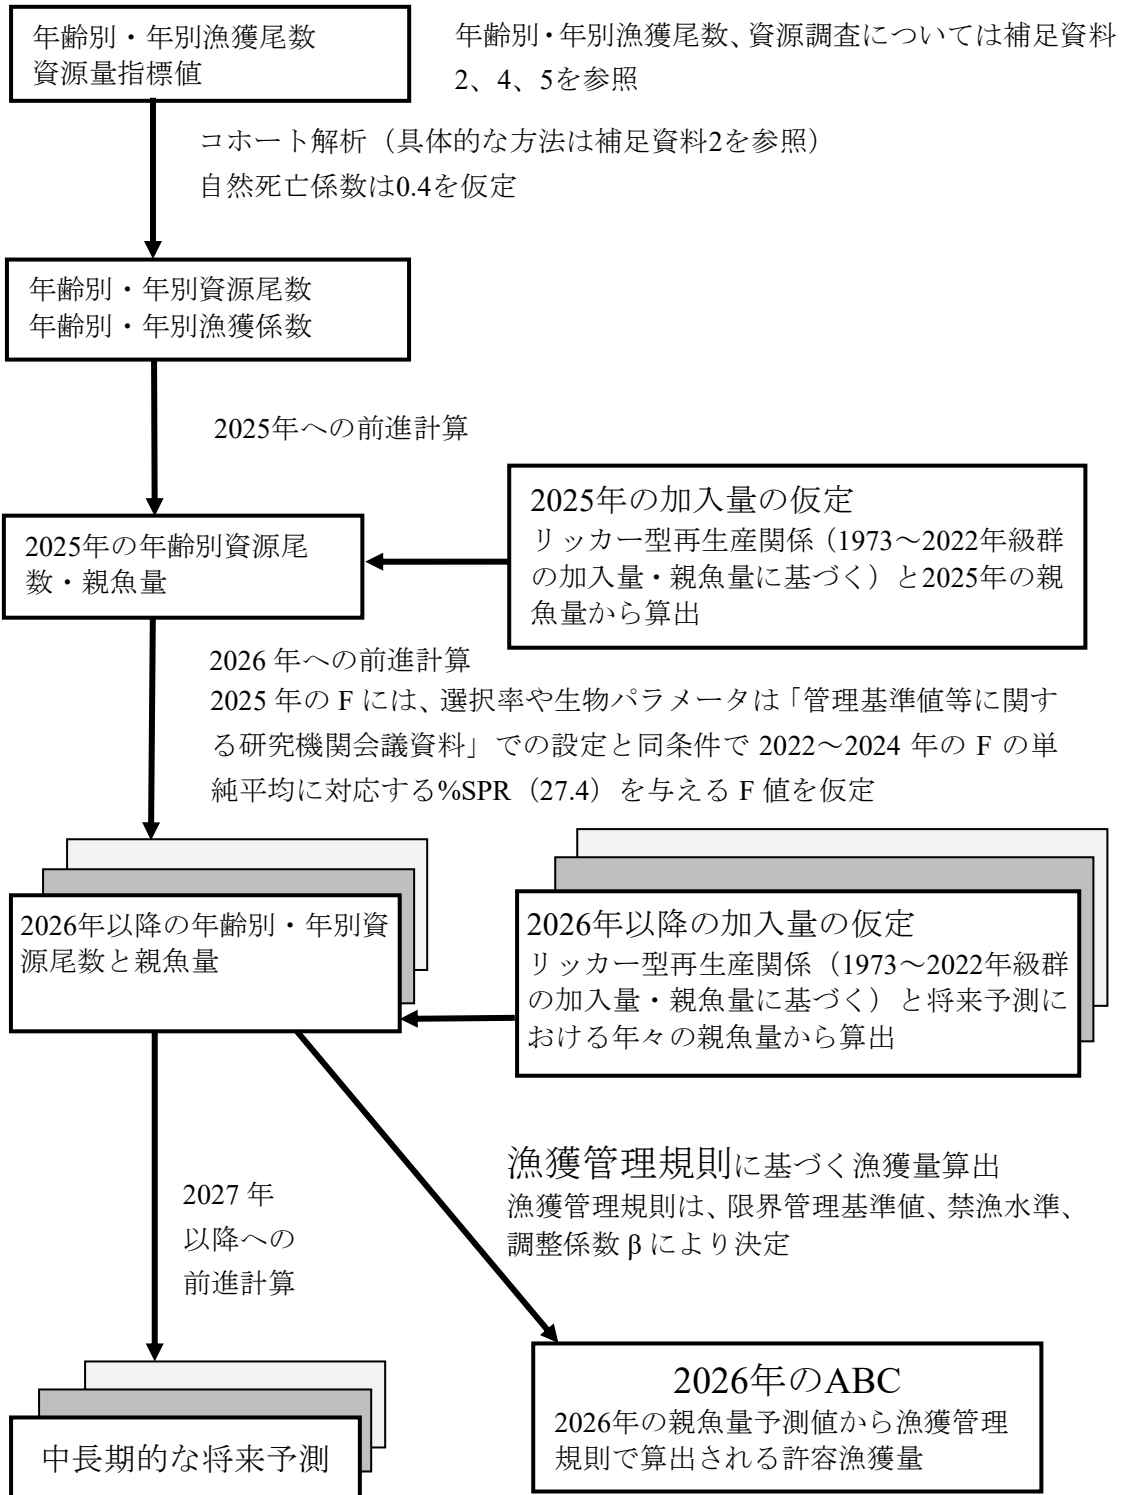 年齢別・年別漁獲尾数
資源量指標値
年齢別・年別漁獲尾数、資源調査については補足資料
2、4、5を参照
コホート解析（具体的な方法は補足資料2を参照）
自然死亡係数は0.4を仮定
年齢別・年別資源尾数
年齢別・年別漁獲係数
2025年への前進計算
2025年の加入量の仮定
リッカー型再生産関係（1973～2022年級群
の加入量・親魚量に基づく）と2025年の親
魚量から算出
2025年の年齢別資源尾
数・親魚量
2026 年への前進計算
2025 年の F には、選択率や生物パラメータは「管理基準値等に関す
る研究機関会議資料」での設定と同条件で 2022～2024 年の F の単
純平均に対応する%SPR（27.4）を与える F 値を仮定
2026年以降の年齢別・年別資
源尾数と親魚量
2026年以降の加入量の仮定
リッカー型再生産関係（1973～2022年級群
の加入量・親魚量に基づく）と将来予測に
おける年々の親魚量から算出
漁獲管理規則に基づく漁獲量算出
漁獲管理規則は、限界管理基準値、禁漁水準、
調整係数 β により決定
2027 年
以降への
前進計算
2026年のABC
2026年の親魚量予測値から漁獲管理
規則で算出される許容漁獲量
中長期的な将来予測